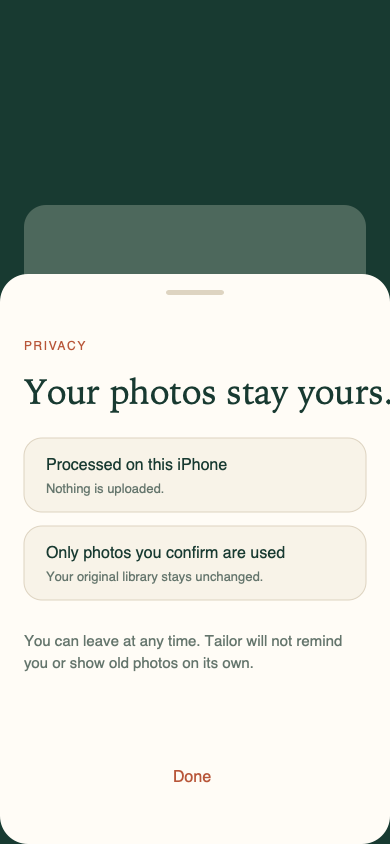 PRIVACY
Your photos stay yours.
Processed on this iPhone
Nothing is uploaded.
Only photos you confirm are used
Your original library stays unchanged.
You can leave at any time. Tailor will not remind
you or show old photos on its own.
Done